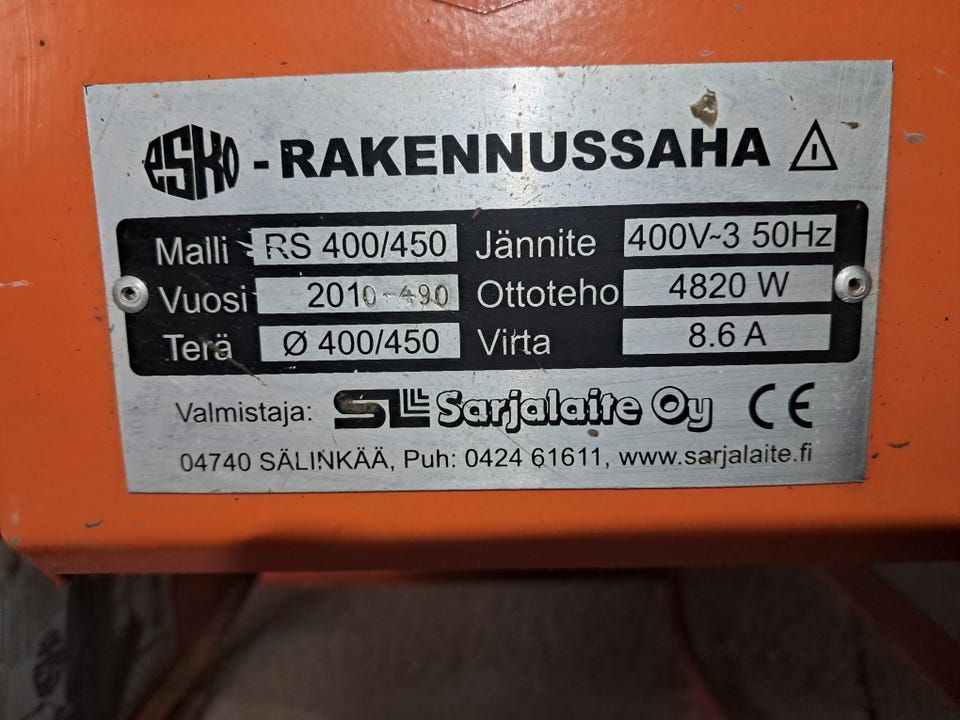 esko - RAKENNUSSAHA
Malli RS 400/450 Jännite 400V~3 50Hz
Vuosi 2010-490 Ottoteho 4820 W
Terä Ø 400/450 Virta 8.6 A
Valmistaja: SLL Sarjalaite Oy CE
04740 SÄLINKÄÄ, Puh: 0424 61611, www.sarjalaite.fi